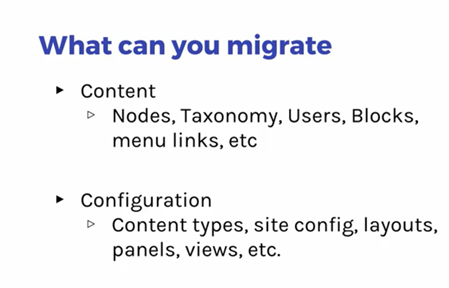 What can you migrate
Content
Nodes, Taxonomy, Users, Blocks,
menu links, etc
Configuration
Content types, site config, layouts,
panels, views, etc.